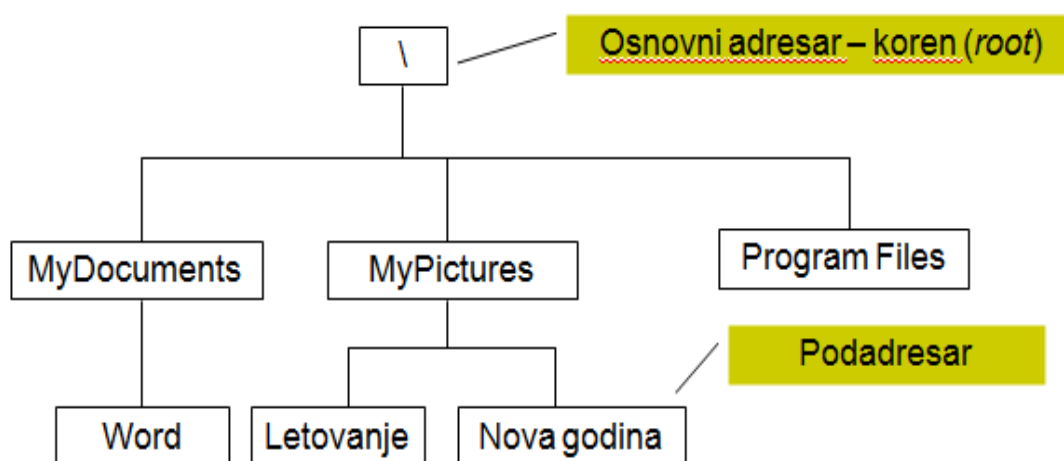 \
Osnovni adresar – koren (root)
MyDocuments
MyPictures
Program Files
Podadresar
Word
Letovanje
Nova godina